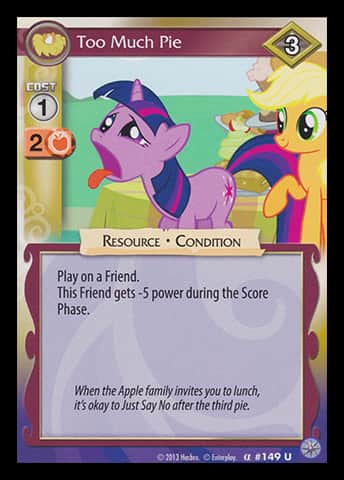 Too Much Pie
3
COST
1
2
RESOURCE • CONDITION
Play on a Friend.
This Friend gets -5 power during the Score
Phase.
When the Apple family invites you to lunch,
it's okay to Just Say No after the third pie.
© 2013 Hasbro. © Enterplay. α #149 U